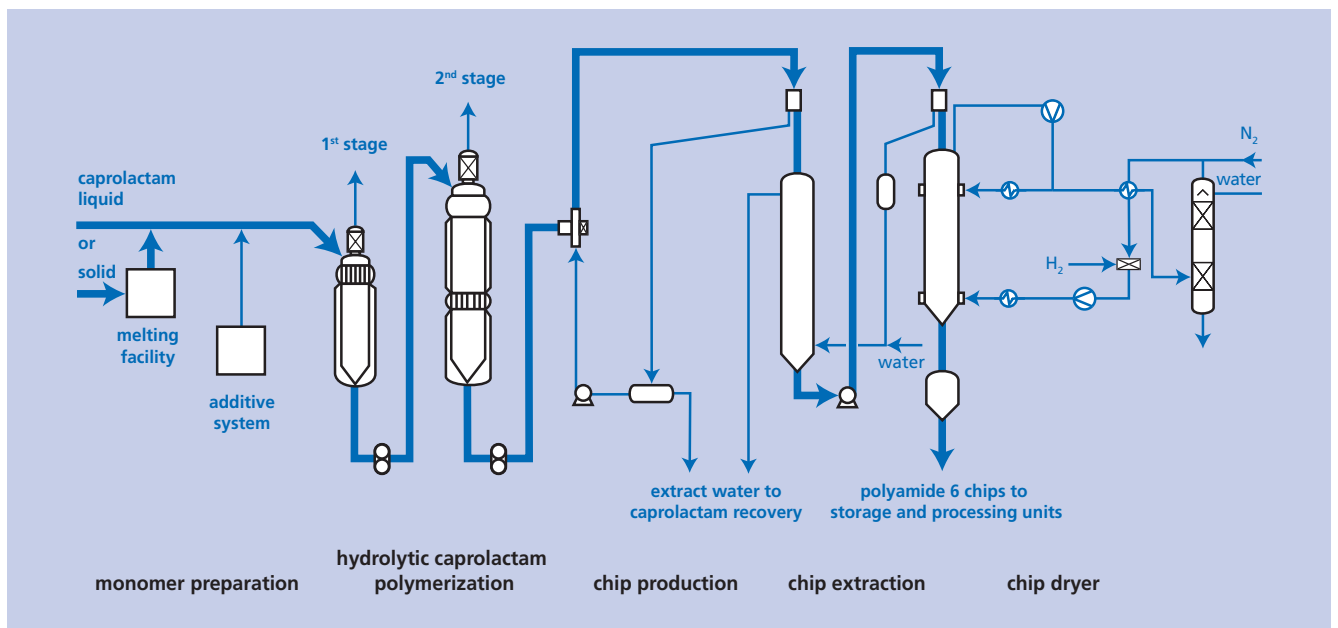 2nd stage
1st stage
caprolactam
liquid
or
solid
melting
facility
additive
system
N2
water
H2
water
extract water to
caprolactam recovery
polyamide 6 chips to
storage and processing units
monomer preparation
hydrolytic caprolactam
polymerization
chip production
chip extraction
chip dryer